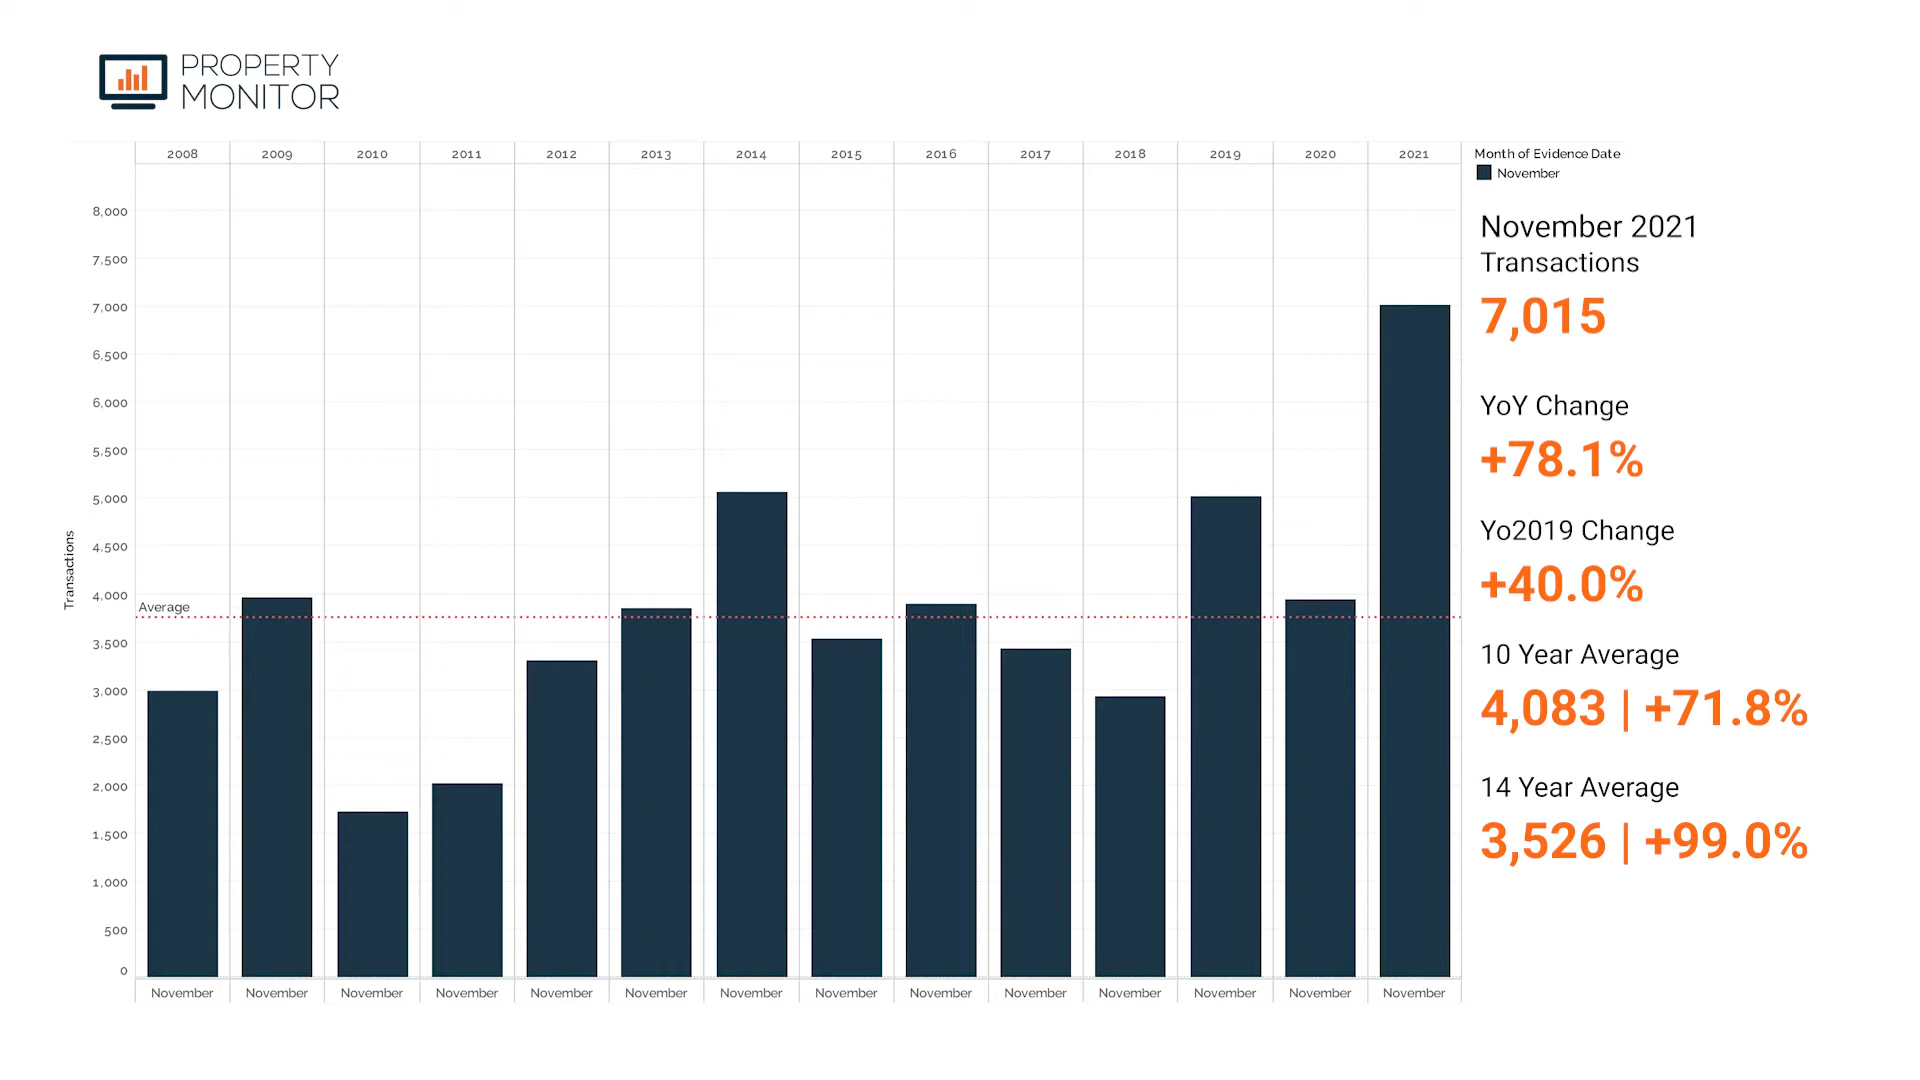 PROPERTY
MONITOR
2008 2009 2010 2011 2012 2013 2014 2015 2016 2017 2018 2019 2020 2021
Month of Evidence Date
November
8,000
7,500
7,000
6,500
6,000
5,500
5,000
4,500
4,000
3,500
3,000
2,500
2,000
1,500
1,000
500
0
Transactions
Average
November November November November November November November November November November November November November November
November 2021
Transactions
7,015
YoY Change
+78.1%
Yo2019 Change
+40.0%
10 Year Average
4,083 | +71.8%
14 Year Average
3,526 | +99.0%